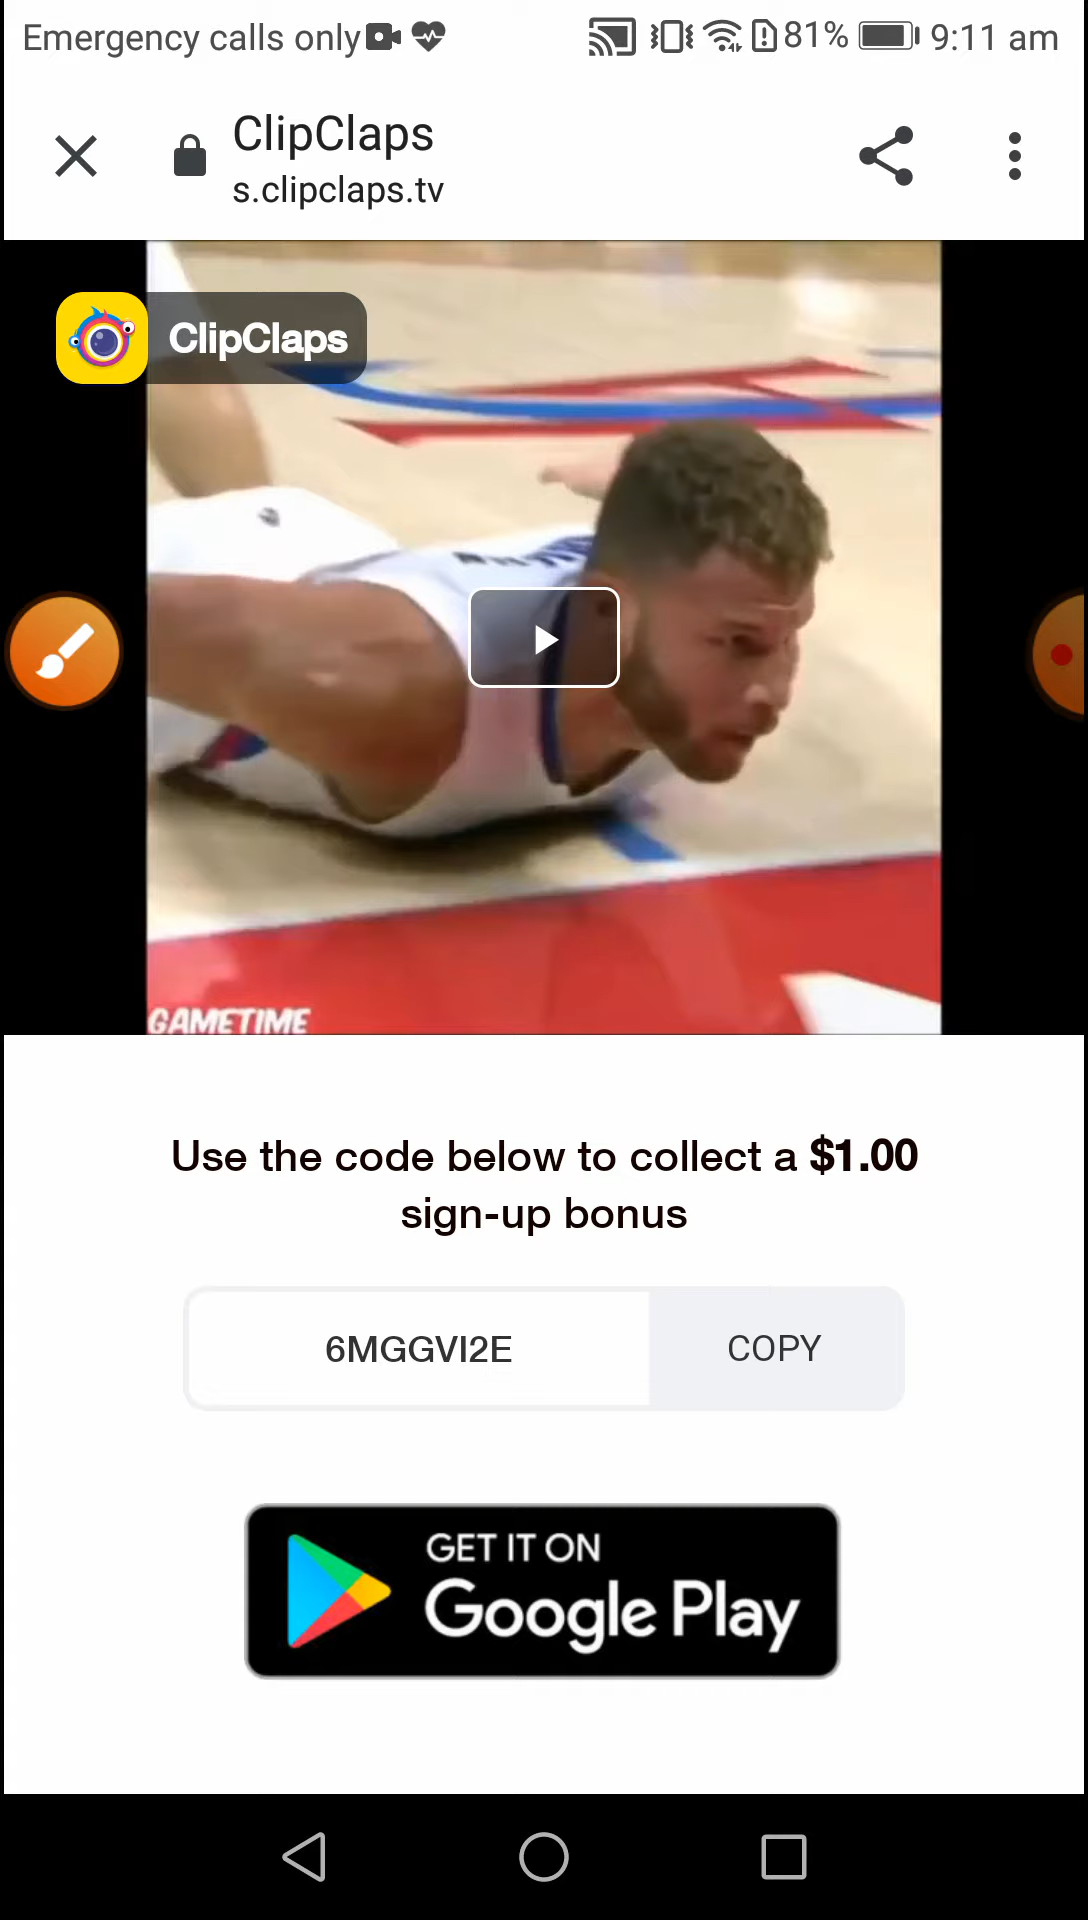 Emergency calls only 81% 9:11 am
ClipClaps
s.clipclaps.tv
ClipClaps
GAMETIME
Use the code below to collect a $1.00
sign-up bonus
6MGGVI2E COPY
GET IT ON
Google Play